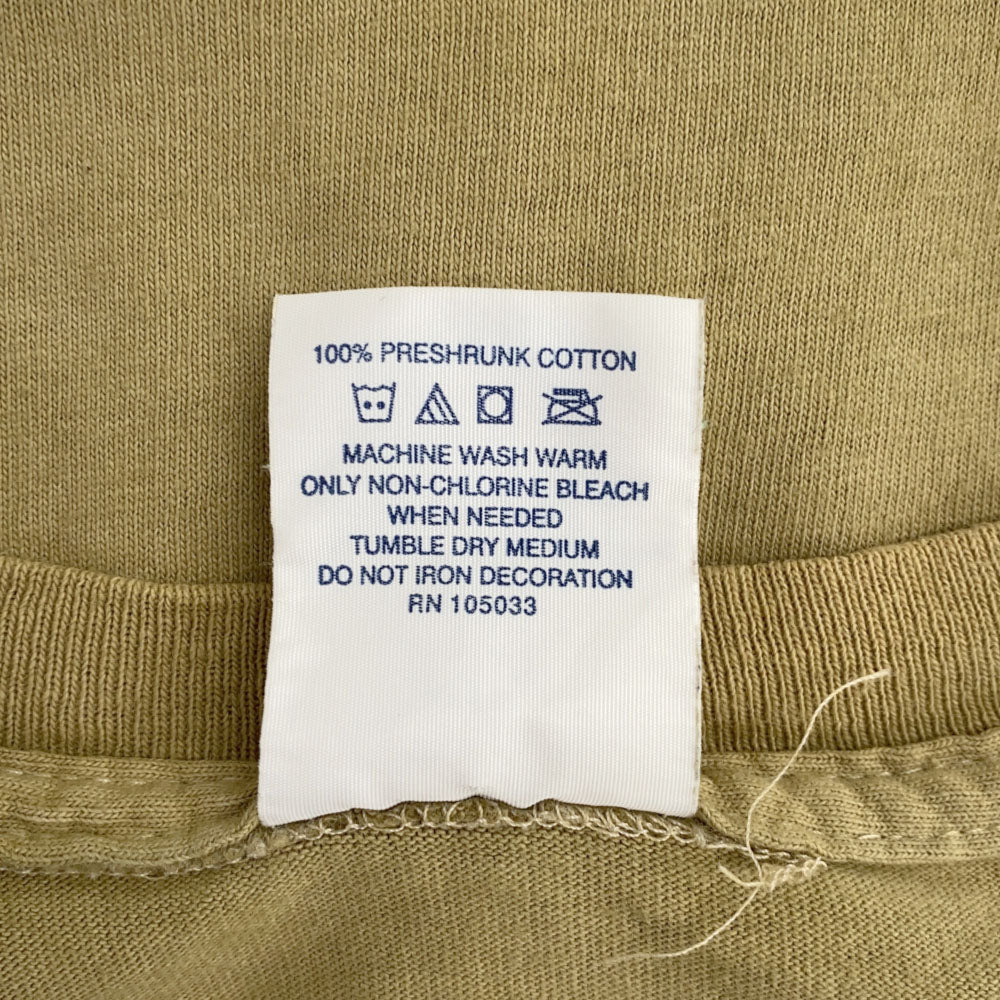 100% PRESHRUNK COTTON
MACHINE WASH WARM
ONLY NON-CHLORINE BLEACH
WHEN NEEDED
TUMBLE DRY MEDIUM
DO NOT IRON DECORATION
RN 105033